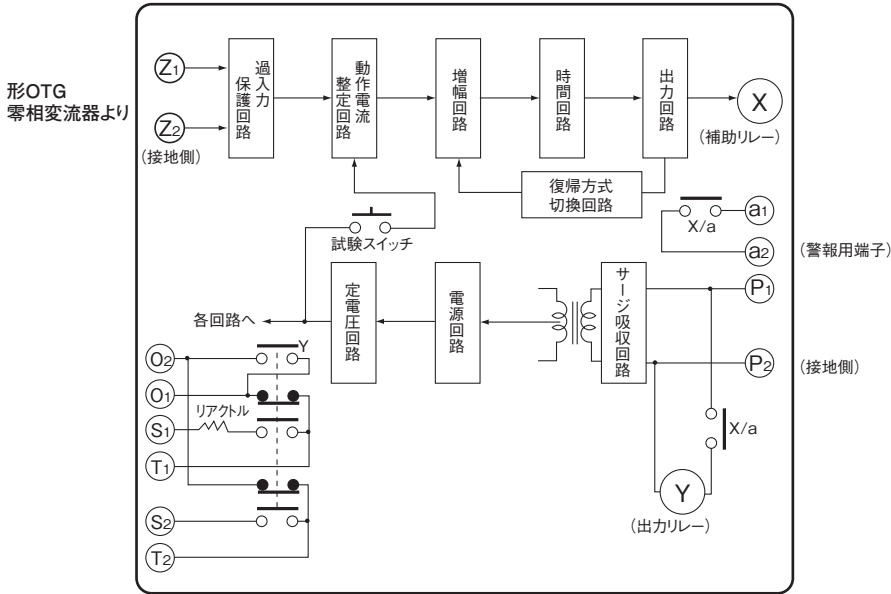 形OTG
零相変流器より
Z1
Z2
(接地側)
過入力
保護回路
動作電流
整定回路
増幅回路
時間回路
出力回路
X
(補助リレー)
復帰方式
切換回路
試験スイッチ
X/a
a1
a2
(警報用端子)
各回路へ
定電圧回路
電源回路
サージ吸収回路
P1
P2
(接地側)
X/a
Y
(出力リレー)
O2
Y
O1
リアクトル
S1
T1
S2
T2